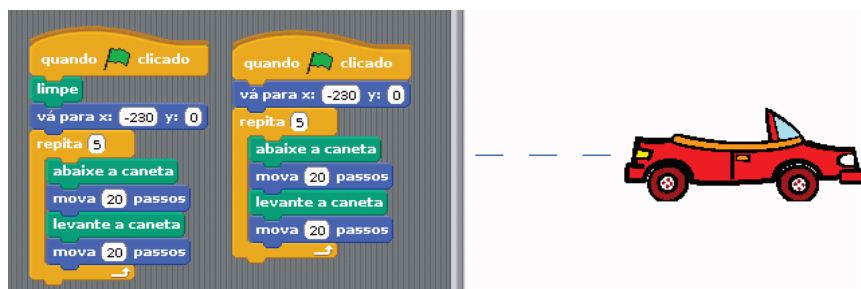 quando clicado
limpe
vá para x: -230 y: 0
repita 5
abaixe a caneta
mova 20 passos
levante a caneta
mova 20 passos
quando clicado
vá para x: -230 y: 0
repita 5
abaixe a caneta
mova 20 passos
levante a caneta
mova 20 passos